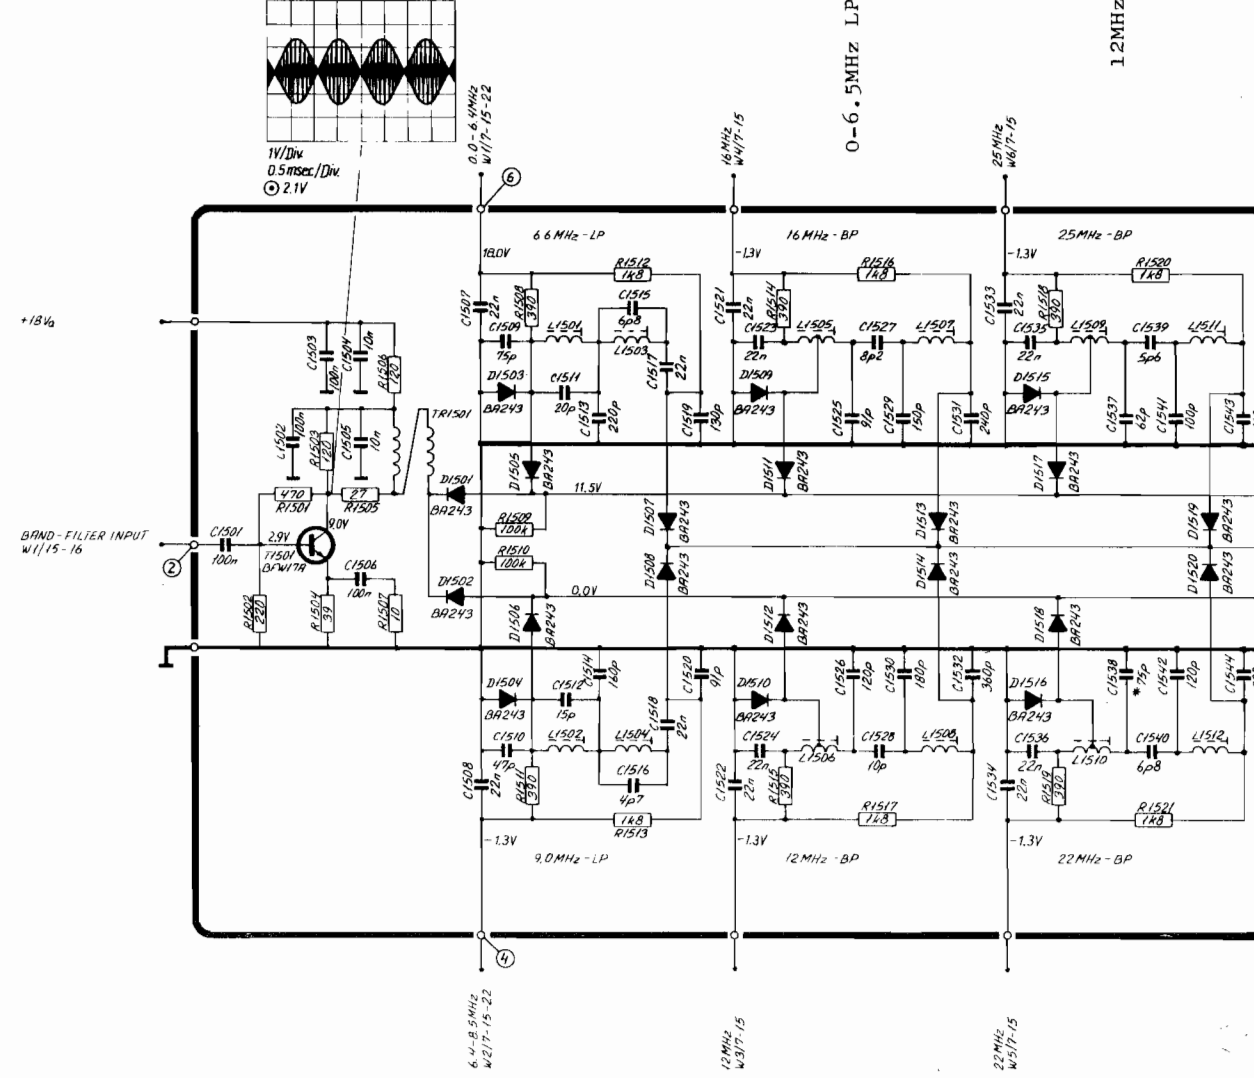 0-6.5MHz LP
12MHz
1V/Div.
0.5msec/Div.
2.1V
0.0-6.4MHz
W1/7-15-22
16MHz
W4/7-15
25MHz
W6/7-15
6
6.6MHz-LP
16MHz-BP
25MHz-BP
18.0V
-1.3V
-1.3V
R1512
1k8
R1516
1k8
R1520
1k8
C1507
22n
R1508
390
C1515
6p8
C1521
22n
R1514
390
C1533
22n
R1518
390
+18Va
C1509
75p
L1501
L1503
C1517
22n
C1523
22n
L1505
C1527
8p2
L1507
C1535
22n
L1509
C1539
5p6
L1511
C1503
100n
C1504
10n
R1506
120
D1503
BA243
C1511
20p
C1513
220p
C1519
130p
D1509
BA243
C1525
91p
C1529
150p
C1531
240p
D1515
BA243
C1537
62p
C1541
100p
C1543
TR1501
C1502
100n
R1503
120
C1505
10n
D1505
BA243
D1511
BA243
D1517
BA243
470
R1501
27
R1505
D1501
BA243
11.5V
R1509
100k
D1507
BA243
D1513
BA243
D1519
BA243
BAND-FILTER INPUT
W1/15-16
2
C1501
100n
2.9V
9.0V
T1501
BFW17A
C1506
100n
R1510
100k
D1508
BA243
D1514
BA243
D1520
BA243
R1502
220
R1504
39
R1507
10
D1502
BA243
0.0V
D1506
BA243
D1512
BA243
D1518
BA243
D1504
BA243
C1512
15p
C1514
160p
C1520
91p
D1510
BA243
C1526
120p
C1530
180p
C1532
360p
D1516
BA243
C1538
*75p
C1542
120p
C1544
C1510
47p
L1502
L1504
C1518
22n
C1524
22n
L1506
C1528
10p
L1508
C1536
22n
L1510
C1540
6p8
L1512
C1508
22n
R1511
390
C1516
4p7
C1522
22n
R1515
390
C1534
22n
R1519
390
1k8
R1513
R1517
1k8
R1521
1k8
-1.3V
-1.3V
-1.3V
9.0MHz-LP
12MHz-BP
22MHz-BP
4
6.4-8.5MHz
W2/7-15-22
12MHz
W3/7-15
22MHz
W5/7-15